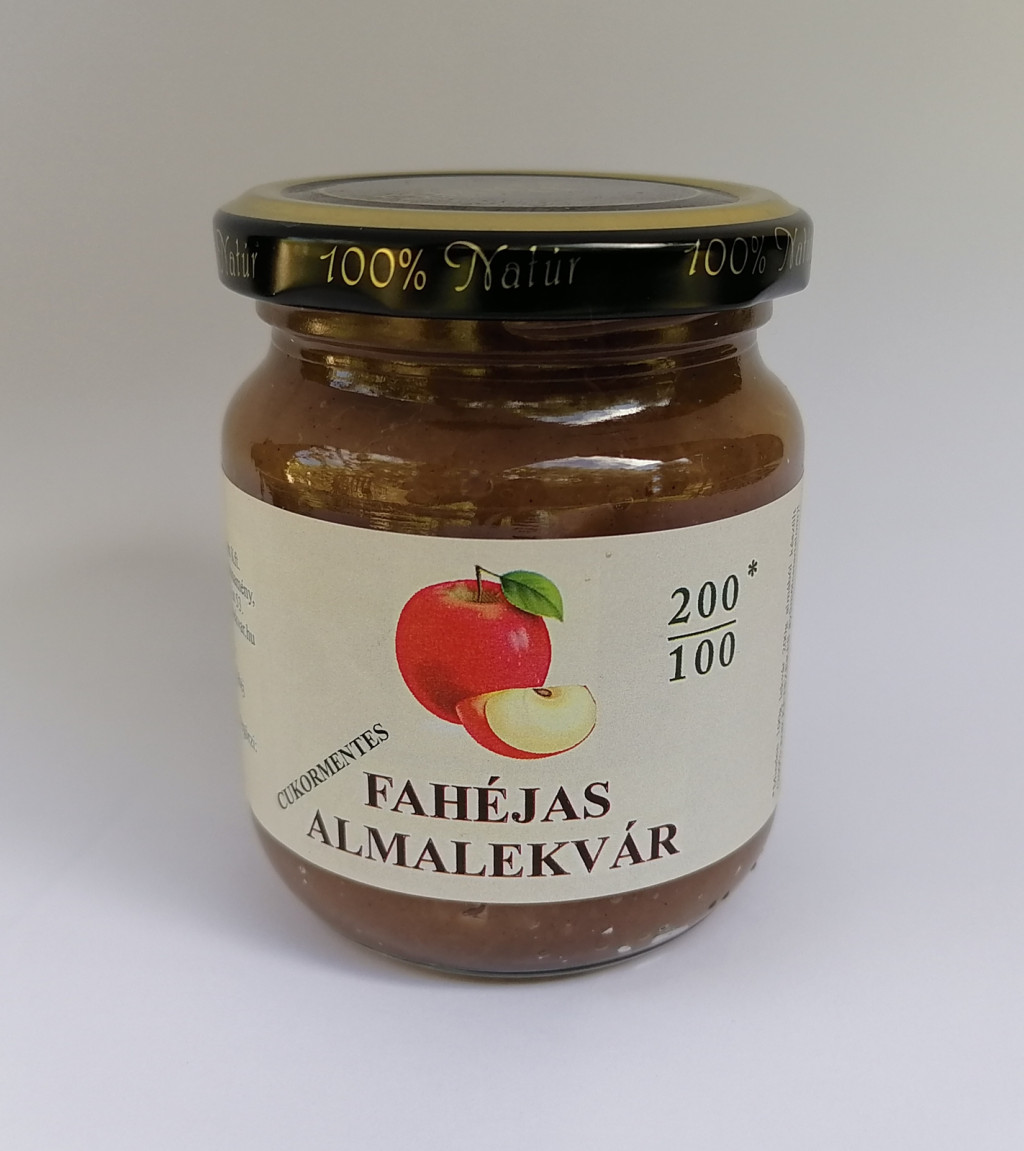 Natúr 100% Natúr 100%
200*
100
CUKORMENTES
FAHÉJAS
ALMALEKVÁR